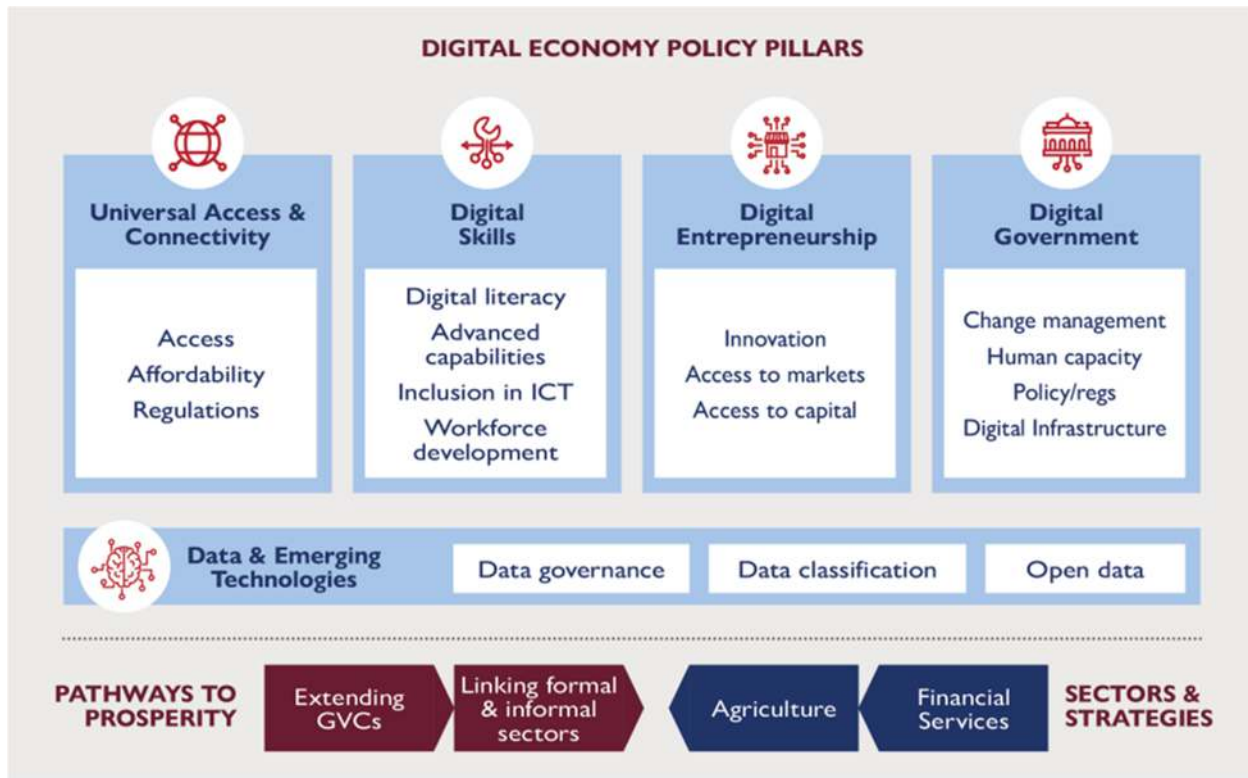 DIGITAL ECONOMY POLICY PILLARS
Universal Access &
Connectivity
Access
Affordability
Regulations
Digital
Skills
Digital literacy
Advanced
capabilities
Inclusion in ICT
Workforce
development
Digital
Entrepreneurship
Innovation
Access to markets
Access to capital
Digital
Government
Change management
Human capacity
Policy/regs
Digital Infrastructure
Data & Emerging
Technologies
Data governance
Data classification
Open data
PATHWAYS TO
PROSPERITY
Extending
GVCs
Linking formal
& informal
sectors
Agriculture
Financial
Services
SECTORS &
STRATEGIES